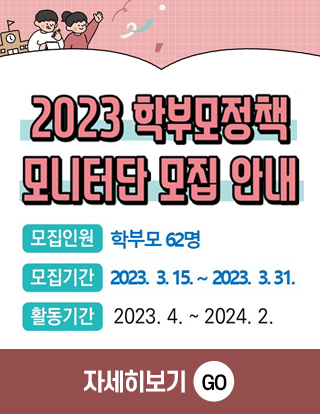 2023 학부모정책
모니터단 모집 안내
모집인원 학부모 62명
모집기간 2023. 3. 15. ~ 2023. 3. 31.
활동기간 2023. 4. ~ 2024. 2.
자세히보기 GO